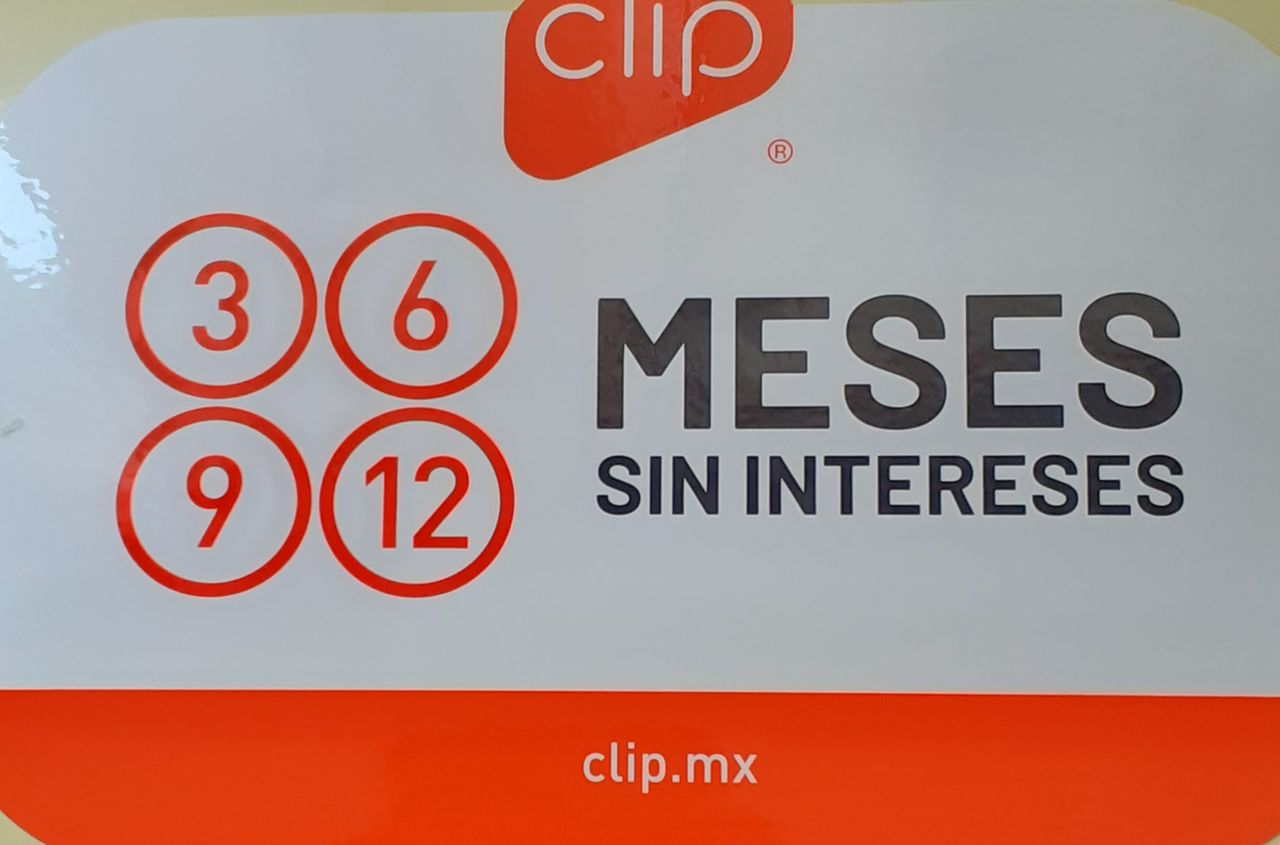 clip
®
3 6
9 12
MESES
SIN INTERESES
clip.mx